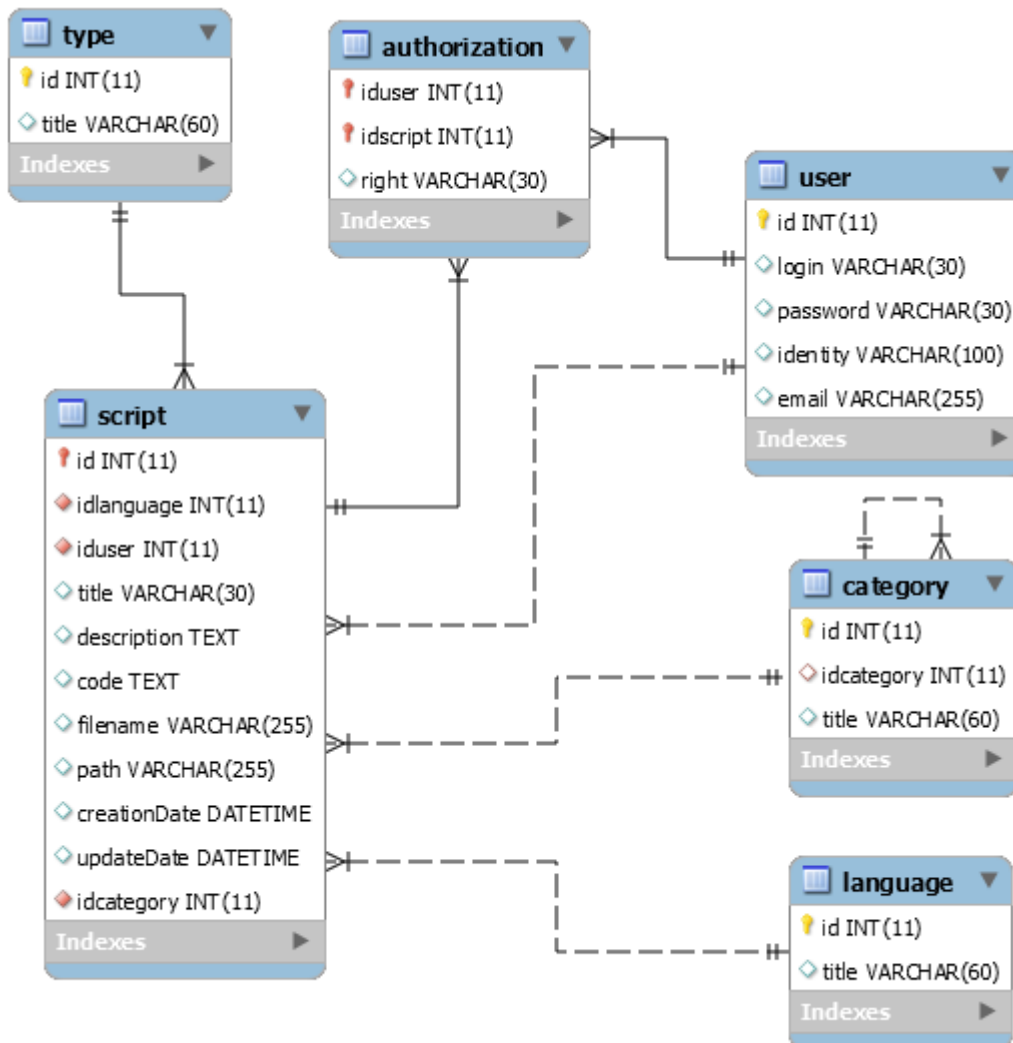 type
id INT(11)
title VARCHAR(60)
Indexes
authorization
iduser INT(11)
idscript INT(11)
right VARCHAR(30)
Indexes
user
id INT(11)
login VARCHAR(30)
password VARCHAR(30)
identity VARCHAR(100)
email VARCHAR(255)
Indexes
script
id INT(11)
idlanguage INT(11)
iduser INT(11)
title VARCHAR(30)
description TEXT
code TEXT
filename VARCHAR(255)
path VARCHAR(255)
creationDate DATETIME
updateDate DATETIME
idcategory INT(11)
Indexes
category
id INT(11)
idcategory INT(11)
title VARCHAR(60)
Indexes
language
id INT(11)
title VARCHAR(60)
Indexes